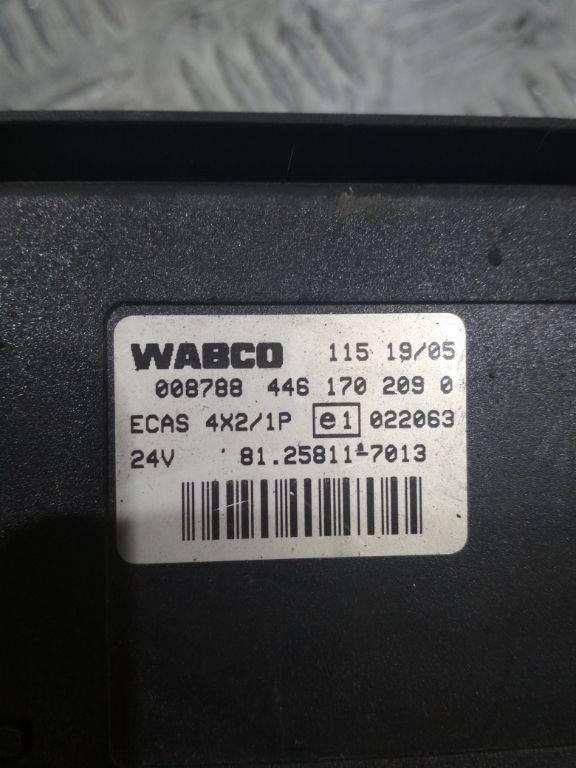 WABCO 115 19/05
008788 446 170 209 0
ECAS 4X2/1P e1 022063
24V 81.25811-7013